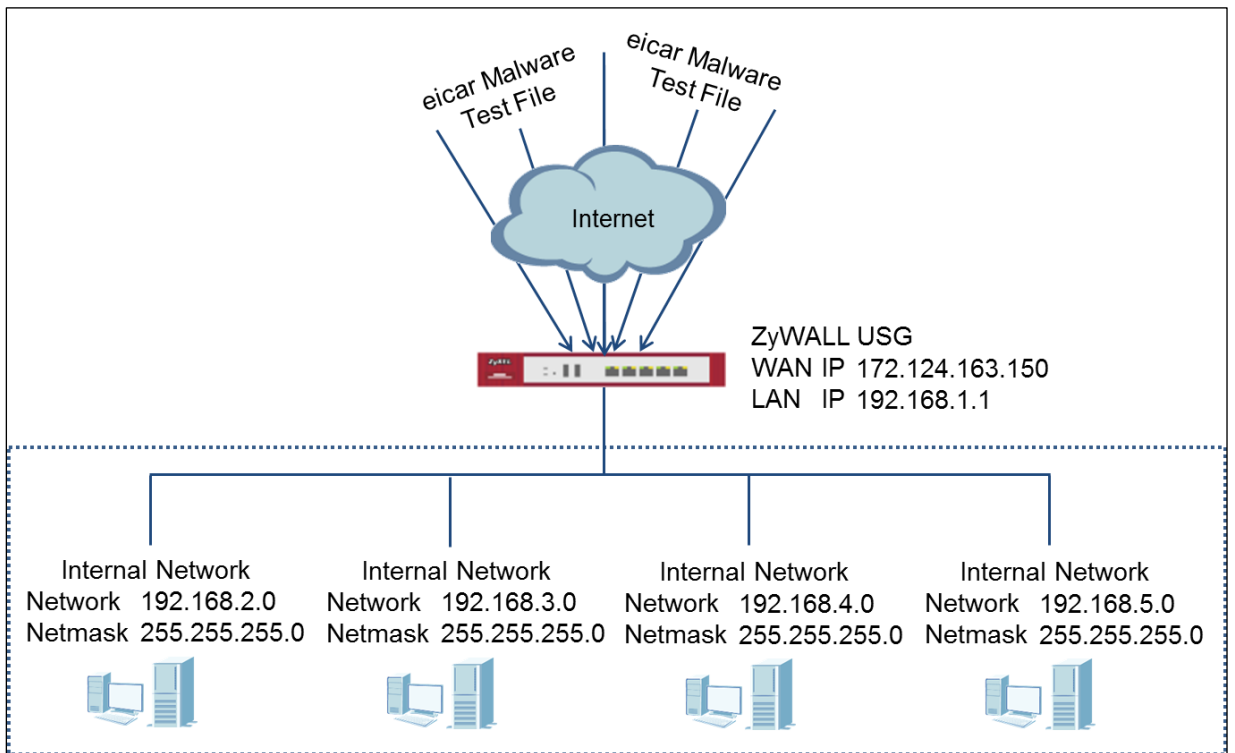 eicar Malware
Test File
eicar Malware
Test File
Internet
ZyXEL
ZyWALL USG
WAN IP 172.124.163.150
LAN IP 192.168.1.1
Internal Network
Network 192.168.2.0
Netmask 255.255.255.0
Internal Network
Network 192.168.3.0
Netmask 255.255.255.0
Internal Network
Network 192.168.4.0
Netmask 255.255.255.0
Internal Network
Network 192.168.5.0
Netmask 255.255.255.0